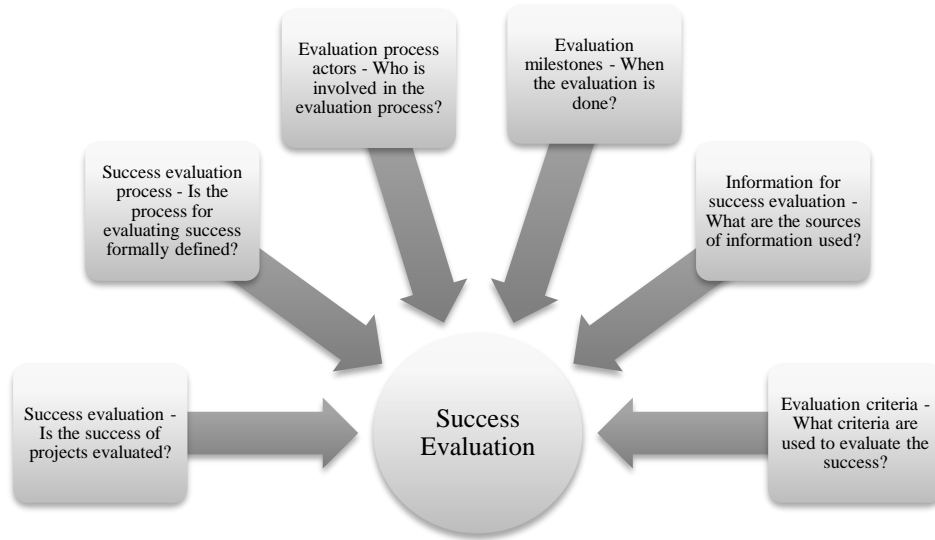 Evaluation process
actors - Who is
involved in the
evaluation process?
Evaluation
milestones - When
the evaluation is
done?
Success evaluation
process - Is the
process for
evaluating success
formally defined?
Information for
success evaluation -
What are the sources
of information used?
Success evaluation -
Is the success of
projects evaluated?
Success
Evaluation
Evaluation criteria -
What criteria are
used to evaluate the
success?